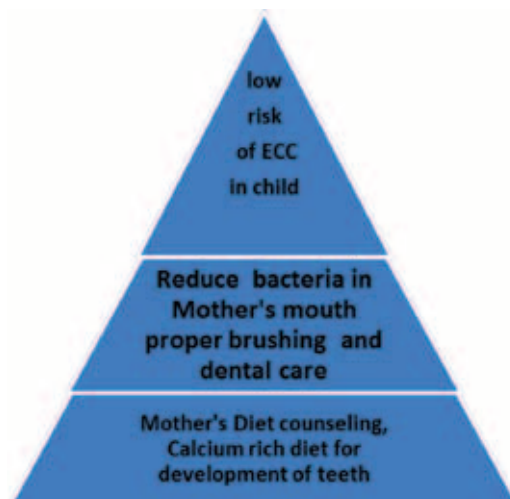 low
risk
of ECC
in child
Reduce bacteria in
Mother's mouth
proper brushing and
dental care
Mother's Diet counseling,
Calcium rich diet for
development of teeth